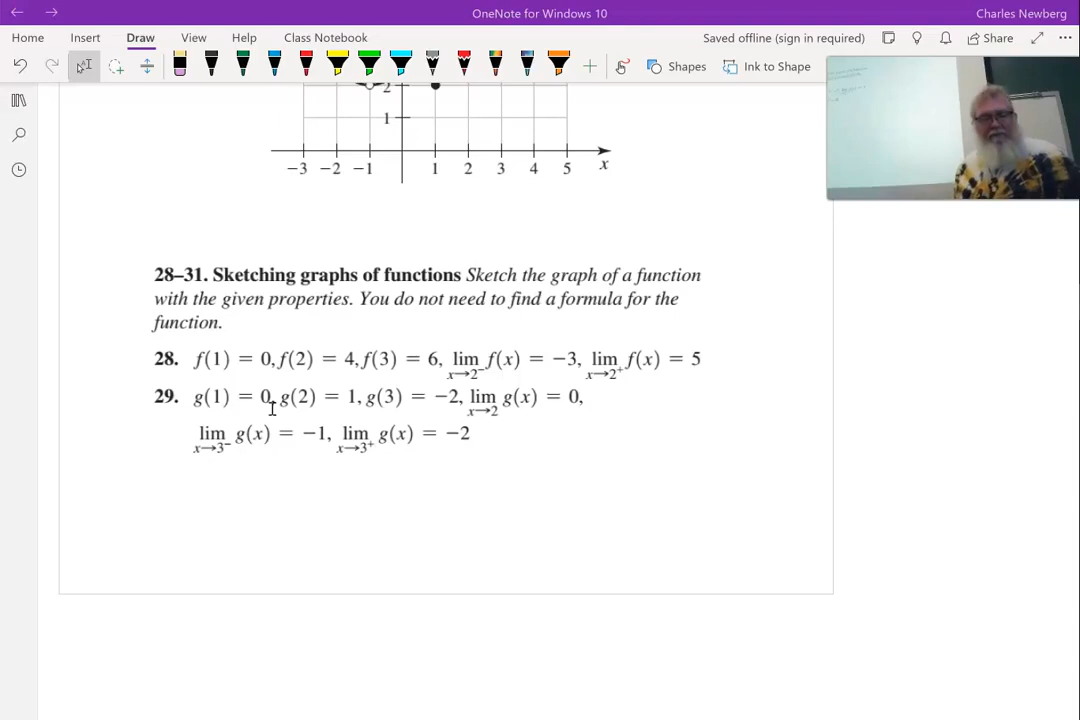 OneNote for Windows 10
Charles Newberg
Home Insert Draw View Help Class Notebook
Saved offline (sign in required) Share
Shapes Ink to Shape
2
1
−3 −2 −1 1 2 3 4 5 x
28–31. Sketching graphs of functions Sketch the graph of a function
with the given properties. You do not need to find a formula for the
function.
28. f(1) = 0, f(2) = 4, f(3) = 6, lim x→2⁻ f(x) = −3, lim x→2⁺ f(x) = 5
29. g(1) = 0, g(2) = 1, g(3) = −2, lim x→2 g(x) = 0,
lim x→3⁻ g(x) = −1, lim x→3⁺ g(x) = −2